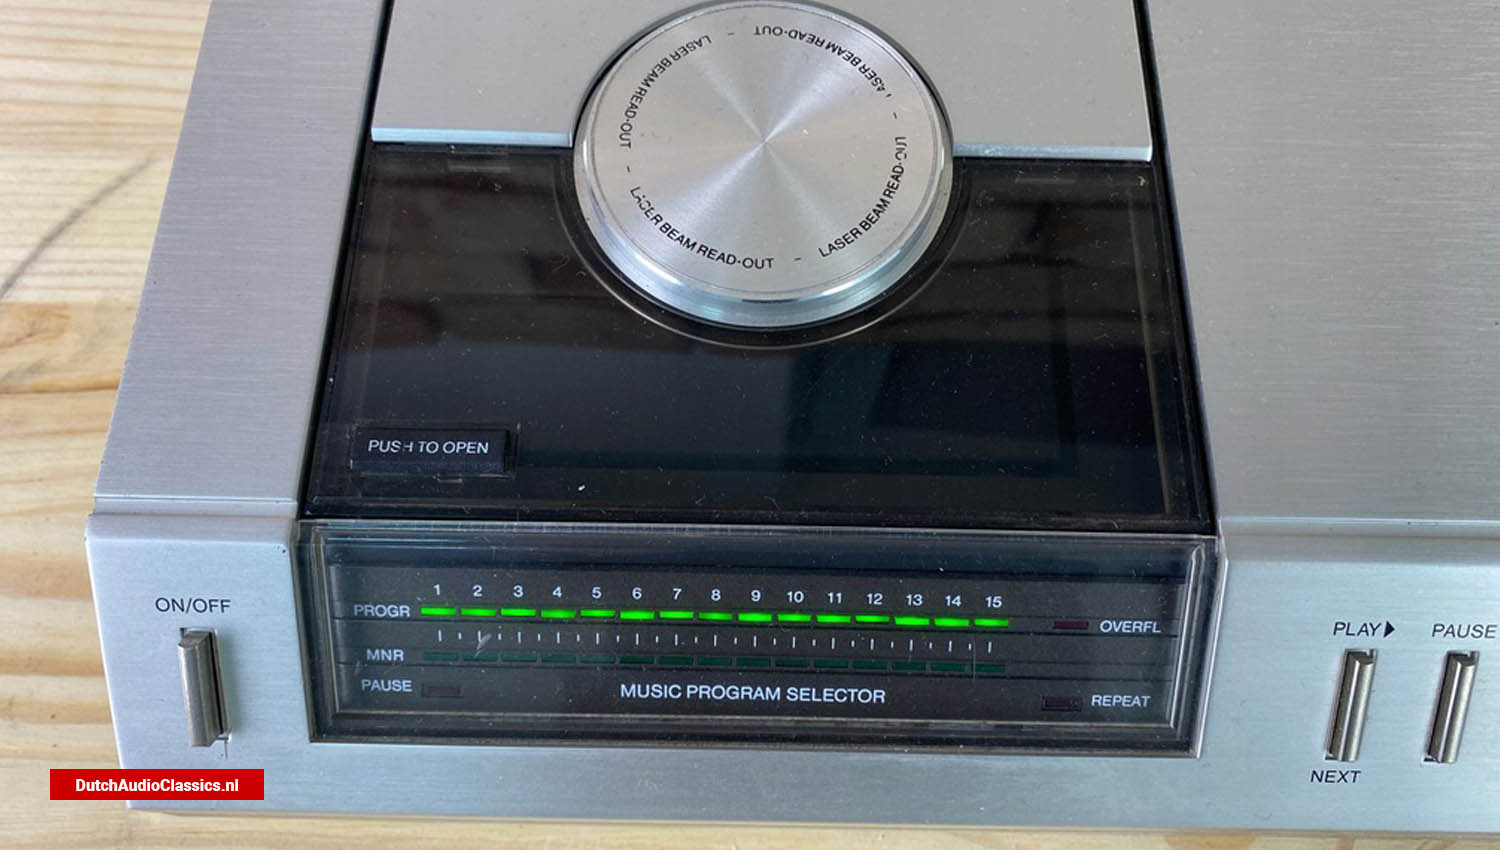 LASER BEAM READ-OUT - LASER BEAM READ-OUT - LASER BEAM READ-OUT - LASER BEAM READ-OUT -
PUSH TO OPEN
1 2 3 4 5 6 7 8 9 10 11 12 13 14 15
PROGR
OVERFL
MNR
PAUSE
MUSIC PROGRAM SELECTOR
REPEAT
ON/OFF
PLAY
PAUSE
NEXT
DutchAudioClassics.nl